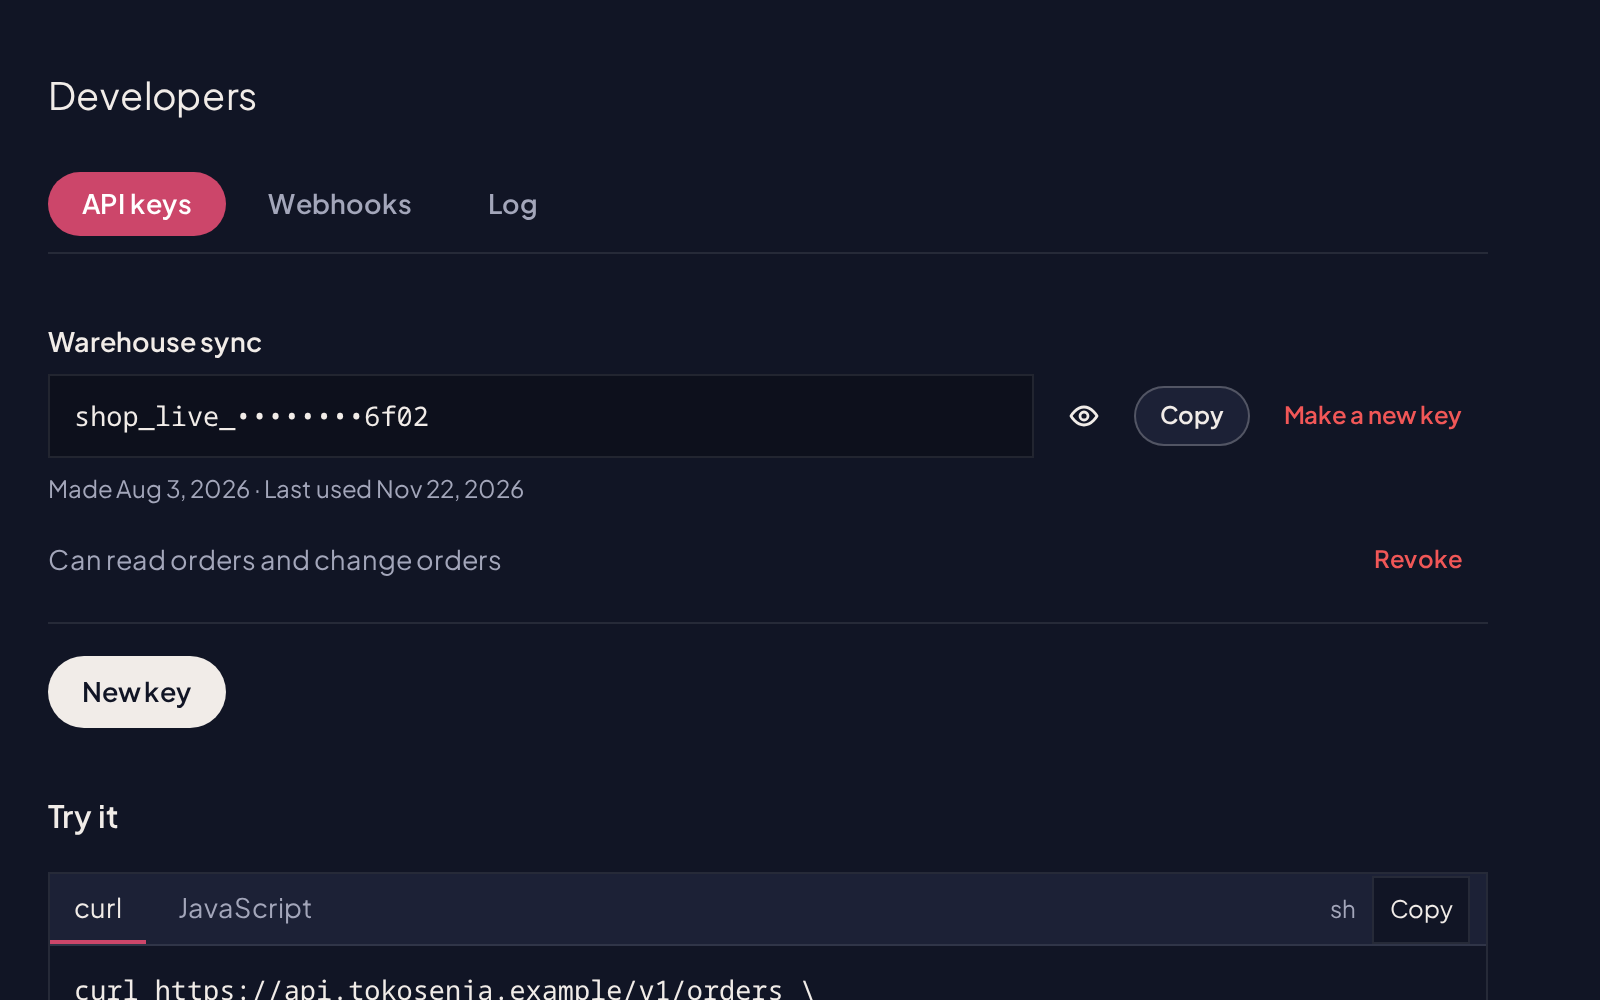 Developers
API keys Webhooks Log
Warehouse sync
shop_live_••••••••6f02 Copy Make a new key
Made Aug 3, 2026 · Last used Nov 22, 2026
Can read orders and change orders Revoke
New key
Try it
curl JavaScript sh Copy
curl https://api.tokosenja.example/v1/orders \